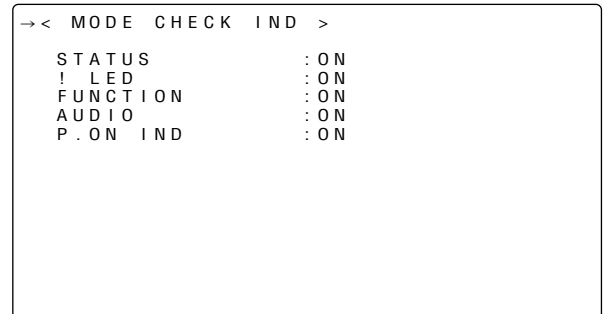 →< MODE CHECK IND >
STATUS :ON
! LED :ON
FUNCTION :ON
AUDIO :ON
P.ON IND :ON